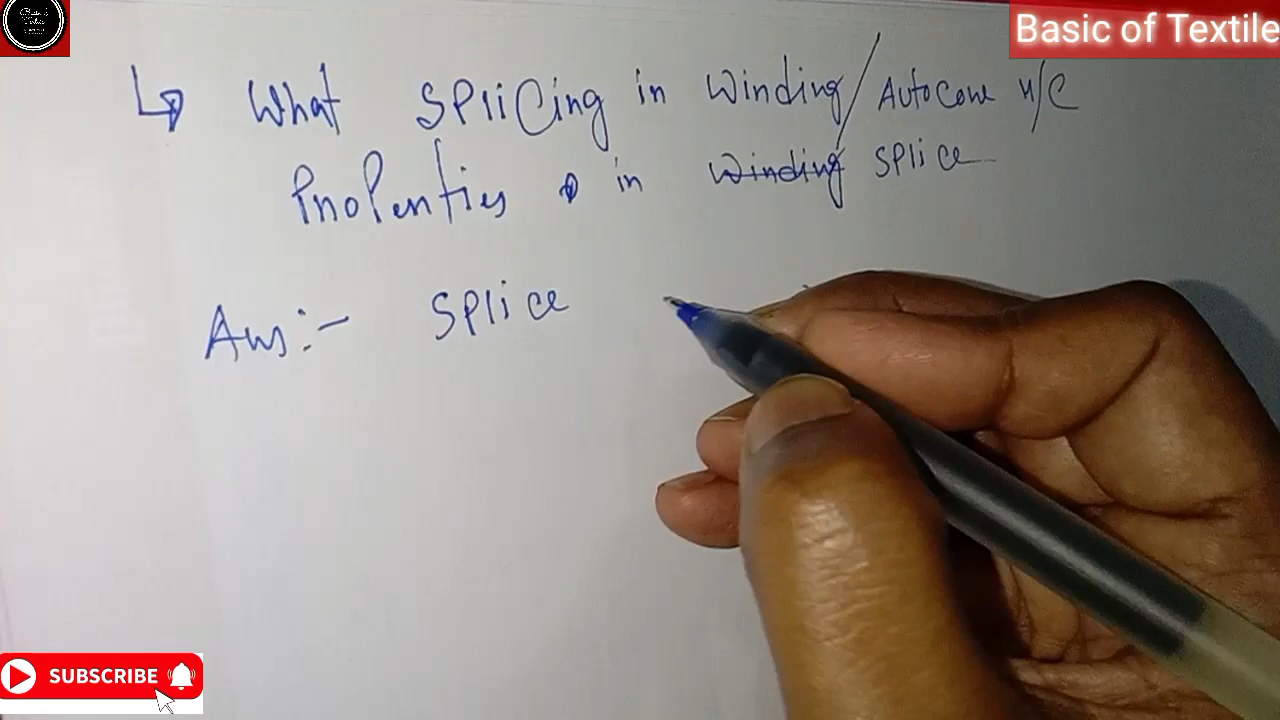 Basic of Textile
↳ What Splicing in Winding/Autocone M/C
Properties in Winding Splice
Ans:- Splice
SUBSCRIBE